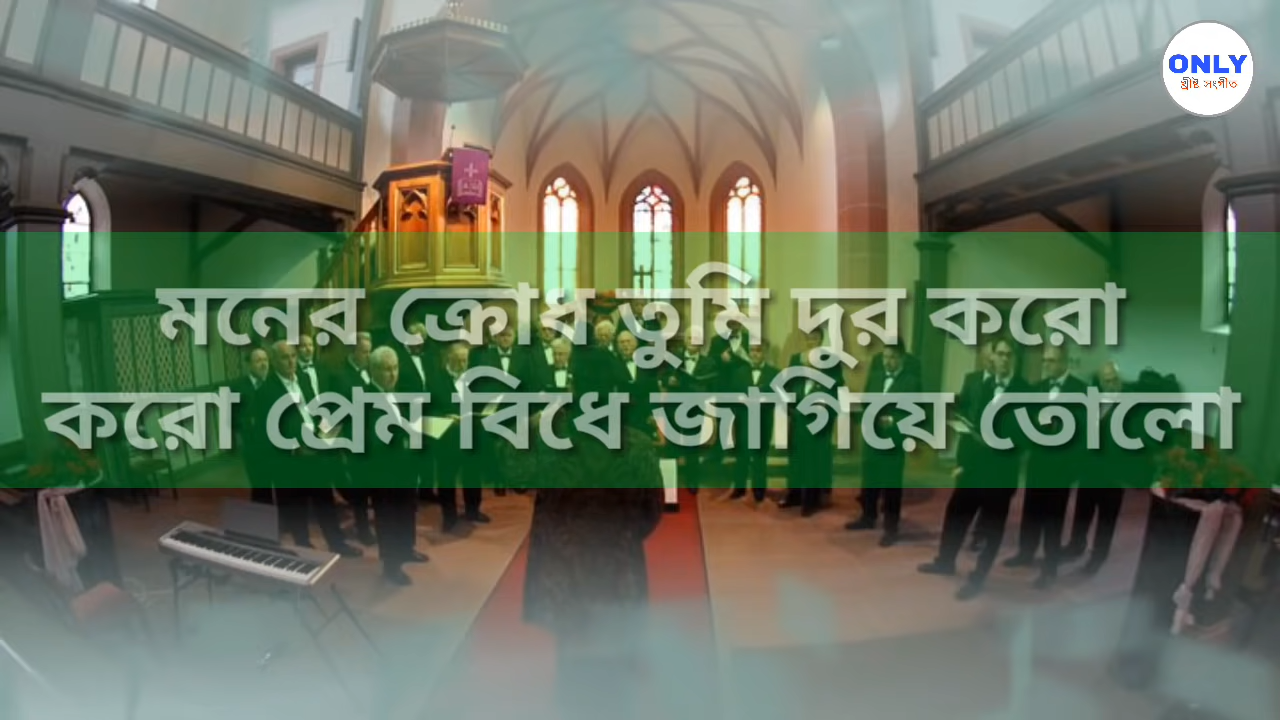 ONLY
খ্রীষ্ট সংগীত
মনের ক্রোধ তুমি দুর করো
করো প্রেম বিধে জাগিয়ে তোলো